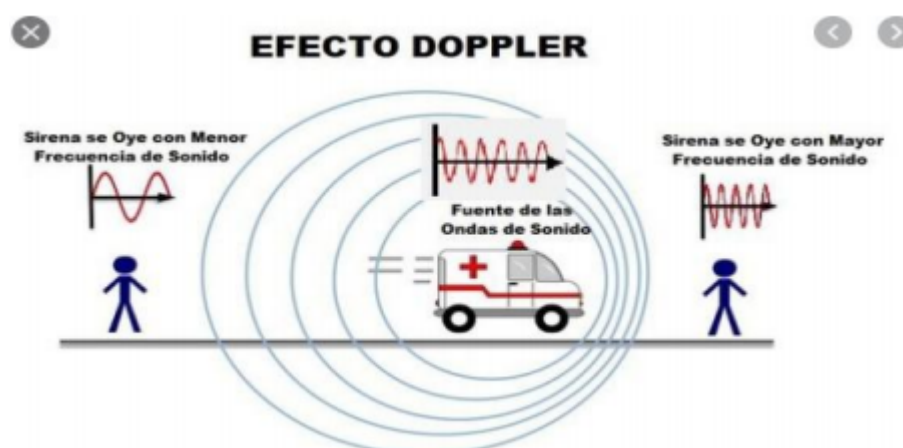 EFECTO DOPPLER
Sirena se Oye con Menor
Frecuencia de Sonido
Fuente de las
Ondas de Sonido
Sirena se Oye con Mayor
Frecuencia de Sonido